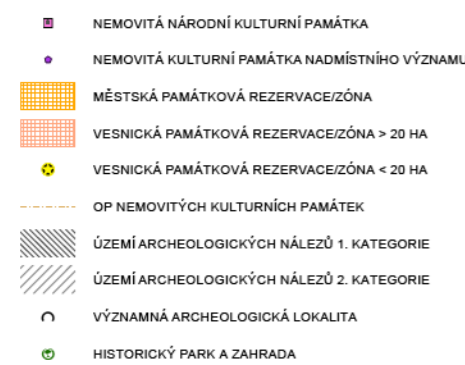 NEMOVITÁ NÁRODNÍ KULTURNÍ PAMÁTKA
NEMOVITÁ KULTURNÍ PAMÁTKA NADMÍSTNÍHO VÝZNAMU
MĚSTSKÁ PAMÁTKOVÁ REZERVACE/ZÓNA
VESNICKÁ PAMÁTKOVÁ REZERVACE/ZÓNA > 20 HA
VESNICKÁ PAMÁTKOVÁ REZERVACE/ZÓNA < 20 HA
OP NEMOVITÝCH KULTURNÍCH PAMÁTEK
ÚZEMÍ ARCHEOLOGICKÝCH NÁLEZŮ 1. KATEGORIE
ÚZEMÍ ARCHEOLOGICKÝCH NÁLEZŮ 2. KATEGORIE
VÝZNAMNÁ ARCHEOLOGICKÁ LOKALITA
HISTORICKÝ PARK A ZAHRADA